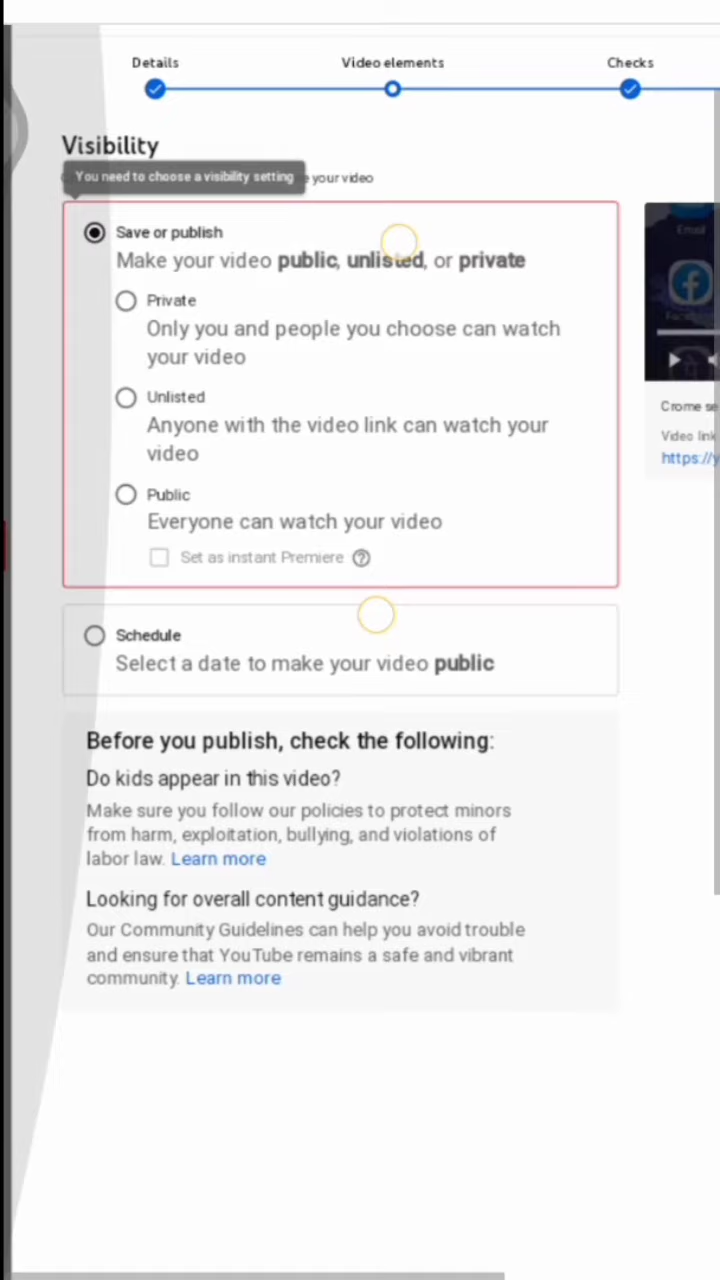 Details Video elements Checks
Visibility
You need to choose a visibility setting your video
Save or publish
Make your video public, unlisted, or private
Private
Only you and people you choose can watch
your video
Unlisted
Anyone with the video link can watch your
video
Public
Everyone can watch your video
Set as instant Premiere
Schedule
Select a date to make your video public
Before you publish, check the following:
Do kids appear in this video?
Make sure you follow our policies to protect minors
from harm, exploitation, bullying, and violations of
labor law. Learn more
Looking for overall content guidance?
Our Community Guidelines can help you avoid trouble
and ensure that YouTube remains a safe and vibrant
community. Learn more
Email
Crome se
Video link
https://y